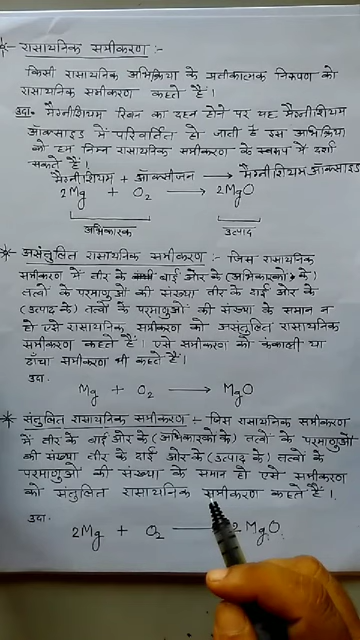 * रासायनिक समीकरण :-
किसी रासायनिक अभिक्रिया के प्रतीकात्मक निरूपण को
रासायनिक समीकरण कहते हैं।
उदा० मैग्नीशियम रिबन का दहन होने पर यह मैग्नीशियम
ऑक्साइड में परिवर्तित हो जाती है इस अभिक्रिया
को हम निम्न रासायनिक समीकरण के स्वरूप में दर्शा
सकते हैं।
मैग्नीशियम + ऑक्सीजन → मैग्नीशियम ऑक्साइड
2Mg + O₂ → 2MgO
अभिकारक उत्पाद
* असंतुलित रासायनिक समीकरण :- जिस रासायनिक
समीकरण में तीर के बाई ओर के (अभिकारको के)
तत्वों के परमाणुओं की संख्या तीर के दाई ओर के
(उत्पाद के) तत्वों के परमाणुओं की संख्या के समान न
हो ऐसे रासायनिक समीकरण को असंतुलित रासायनिक
समीकरण कहते हैं। ऐसे समीकरण को कंकाली या
ढाँचा समीकरण भी कहते हैं।
उदा.
Mg + O₂ → MgO
* संतुलित रासायनिक समीकरण :- जिस रासायनिक समीकरण
में तीर के बाई ओर के (अभिकारको के) तत्वों के परमाणुओं
की संख्या तीर के दाई ओर के (उत्पाद के) तत्वों के
परमाणुओं की संख्या के समान हो ऐसे समीकरण
को संतुलित रासायनिक समीकरण कहते हैं।
उदा.
2Mg + O₂ → 2MgO